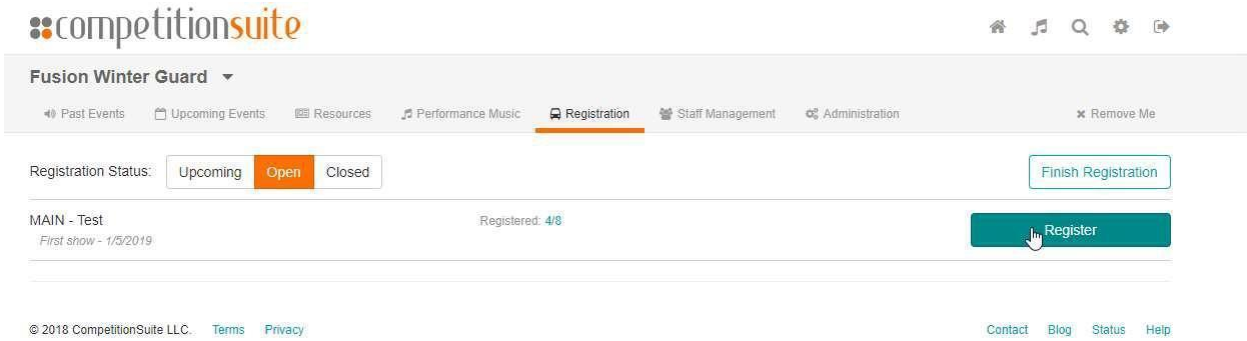 competitionsuite
Fusion Winter Guard
Past Events Upcoming Events Resources Performance Music Registration Staff Management Administration Remove Me
Registration Status: Upcoming Open Closed Finish Registration
MAIN - Test Registered: 4/8 Register
First show - 1/5/2019
© 2018 CompetitionSuite LLC. Terms Privacy Contact Blog Status Help